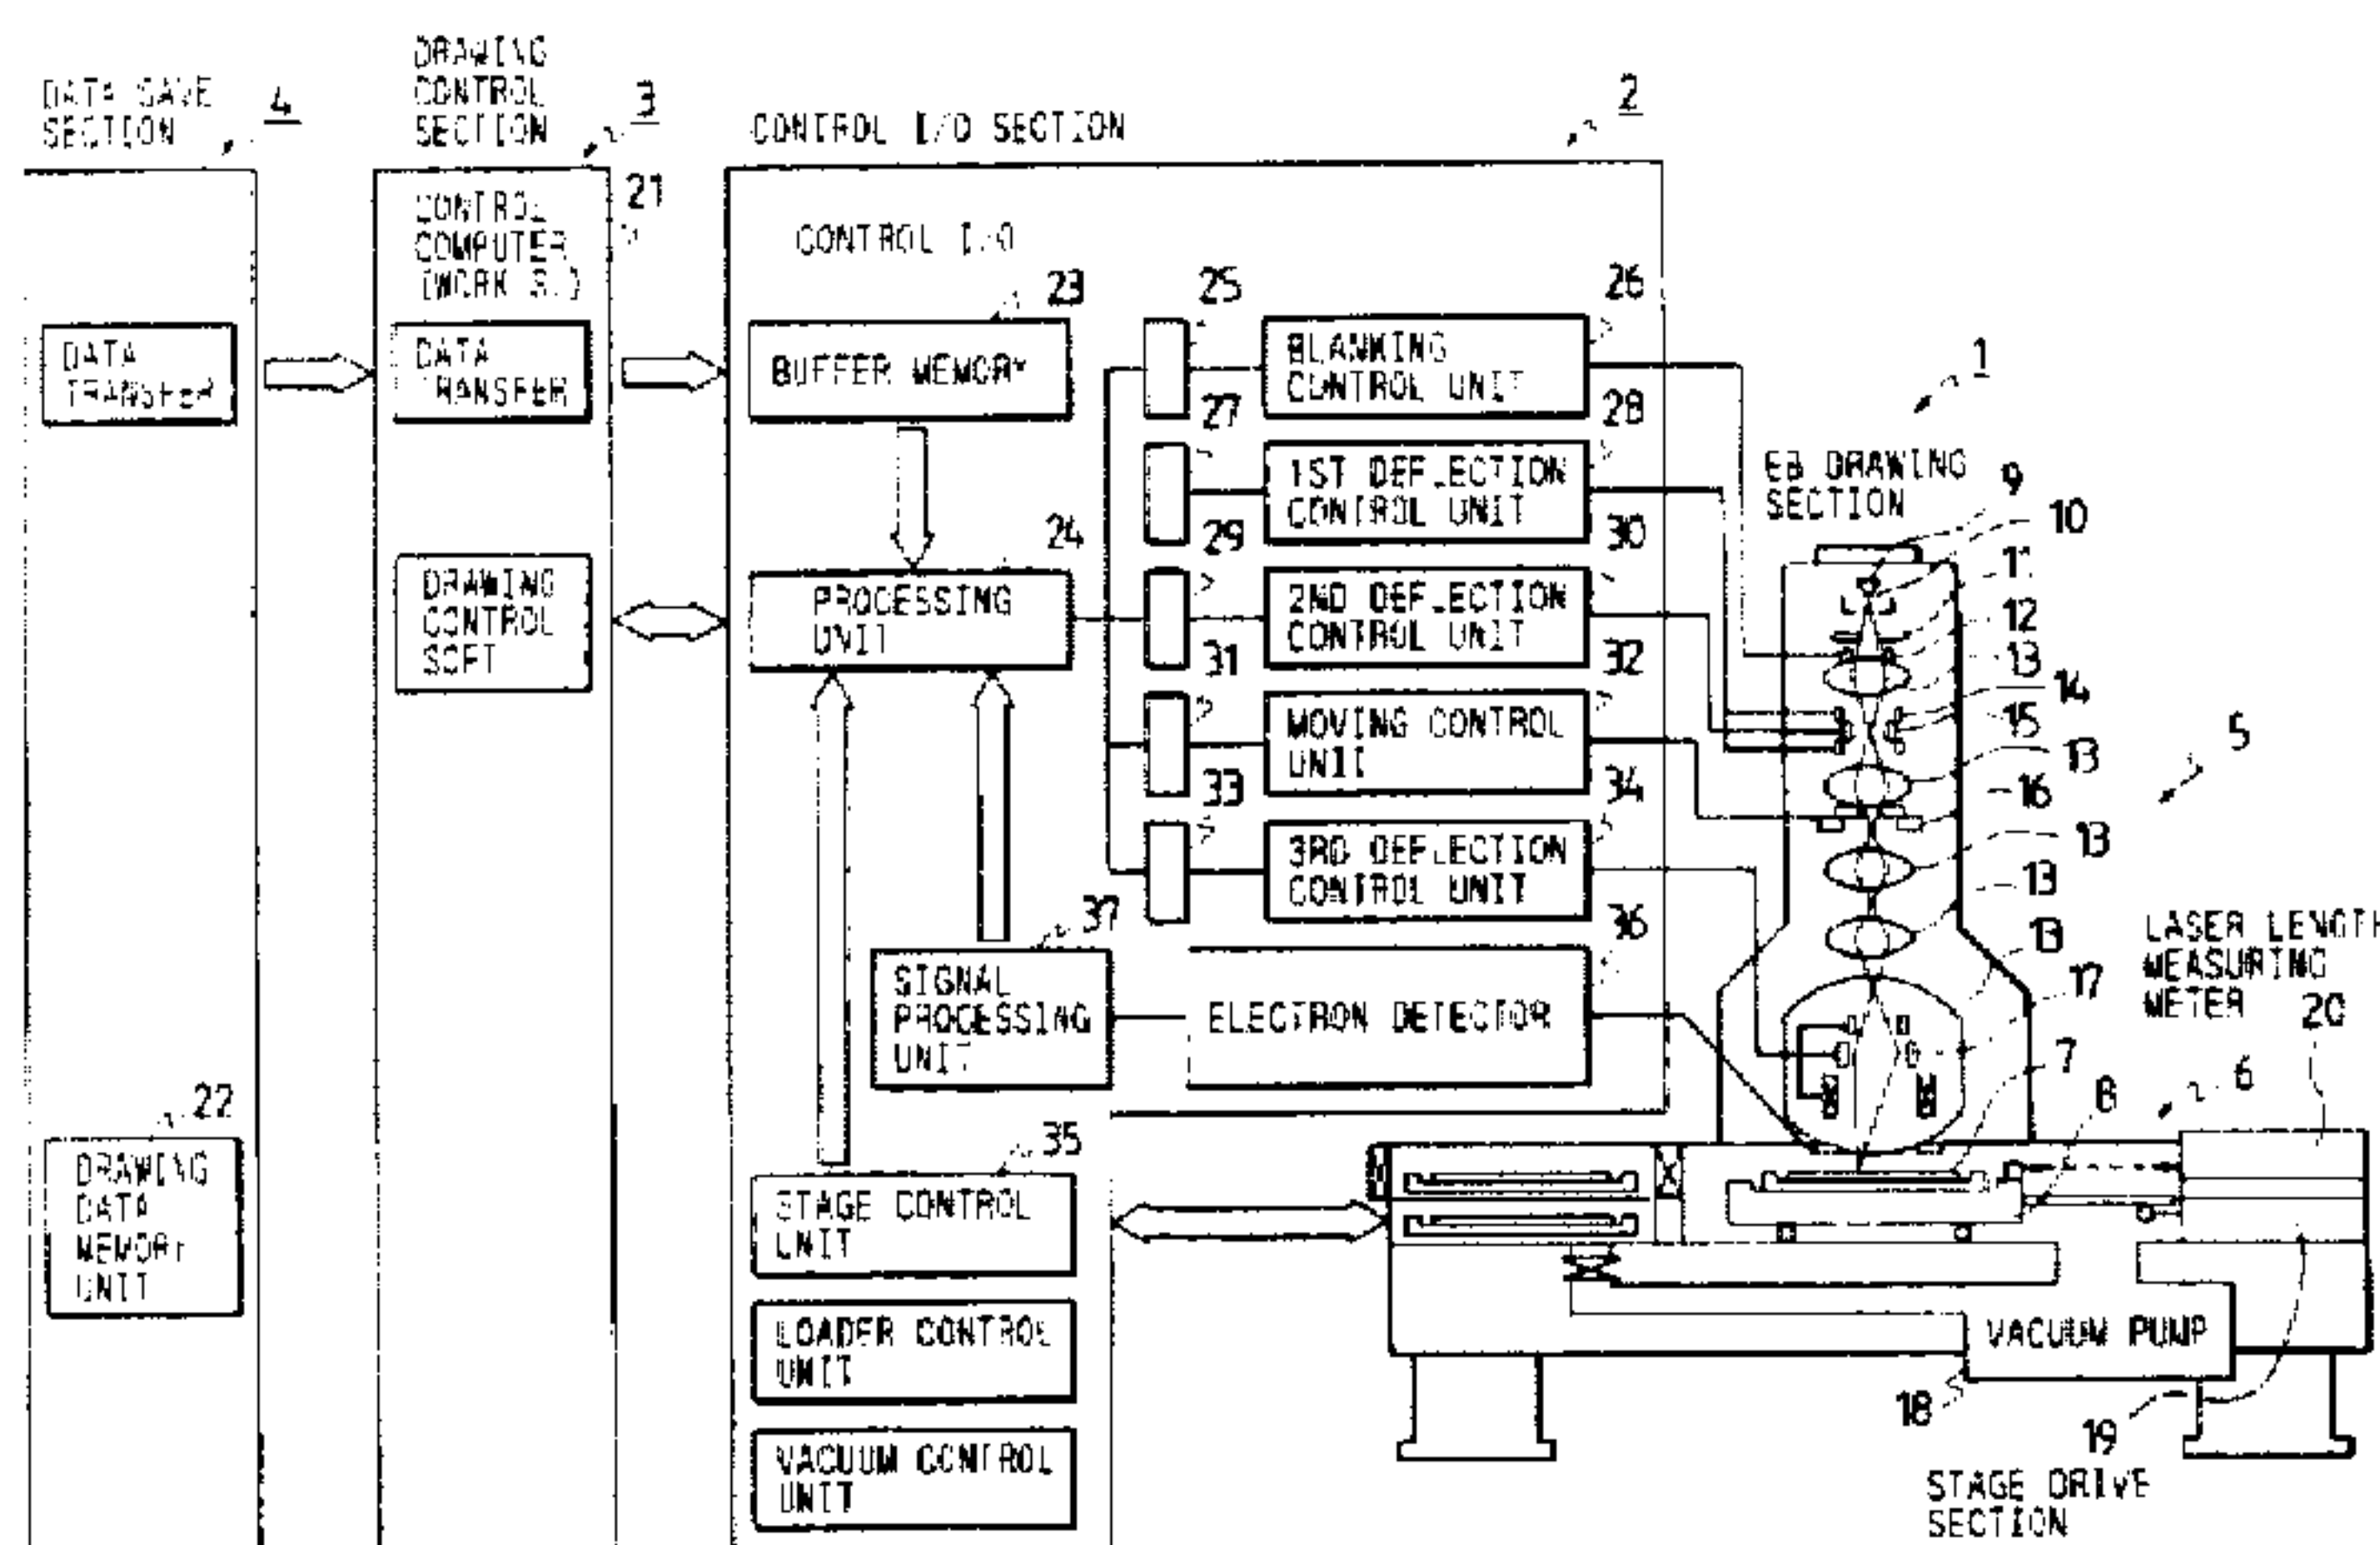 DATA SAVE
SECTION
4
DRAWING
CONTROL
SECTION
3
CONTROL I/O SECTION
2
CONTROL
COMPUTER
21
CONTROL I/O
DATA
TRANSFER
DATA
TRANSFER
23
BUFFER MEMORY
25
26
BLANKING
CONTROL UNIT
27
28
1ST DEFLECTION
CONTROL UNIT
29
30
2ND DEFLECTION
CONTROL UNIT
31
32
MOVING CONTROL
UNIT
33
34
3RD DEFLECTION
CONTROL UNIT
24
PROCESSING
UNIT
DRAWING
CONTROL
SOFT
37
SIGNAL
PROCESSING
UNIT
36
ELECTRON DETECTOR
22
DRAWING
DATA
MEMORY
UNIT
35
STAGE CONTROL
UNIT
LOADER CONTROL
UNIT
VACUUM CONTROL
UNIT
1
EB DRAWING
SECTION
9
10
11
12
13
14
15
13
16
13
13
13
17
5
LASER LENGTH
MEASURING
METER
20
7
8
6
VACUUM PUMP
18
19
STAGE DRIVE
SECTION